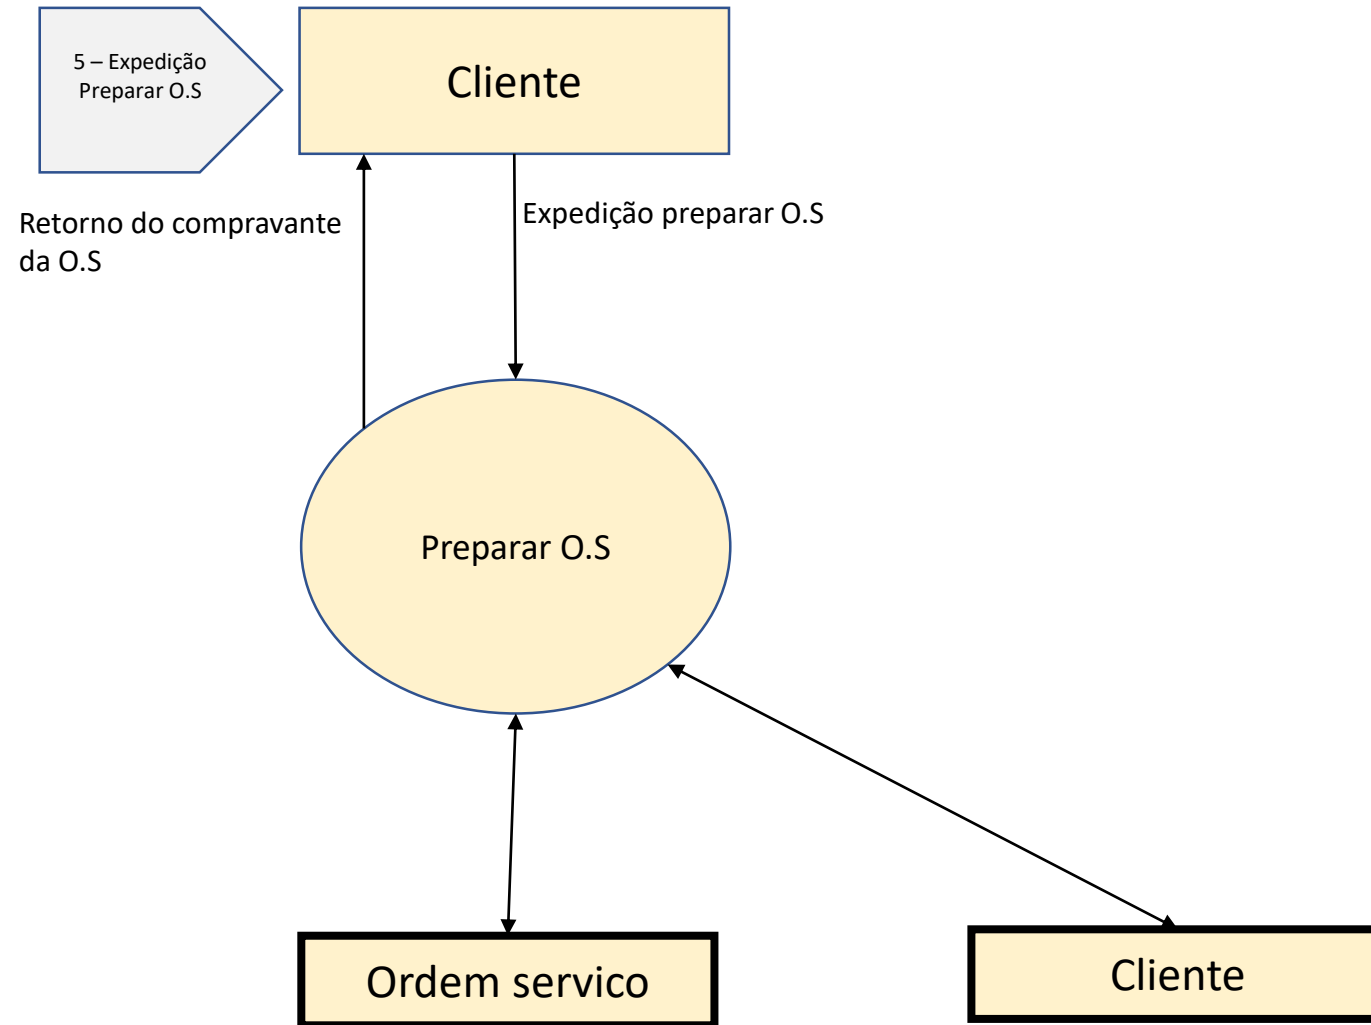 5 – Expedição
Preparar O.S
Cliente
Retorno do compravante
da O.S
Expedição preparar O.S
Preparar O.S
Ordem servico
Cliente